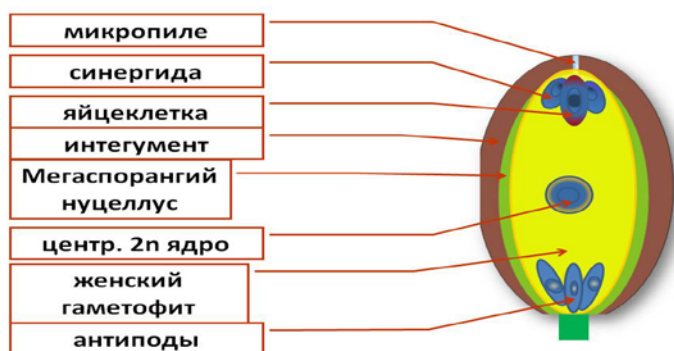 микропиле
синергида
яйцеклетка
интегумент
Мегаспорангий
нуцеллус
центр. 2n ядро
женский
гаметофит
антиподы